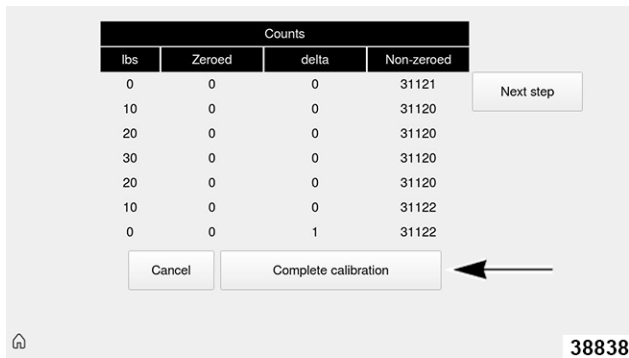 Counts
lbs Zeroed delta Non-zeroed
0 0 0 31121
Next step
10 0 0 31120
20 0 0 31120
30 0 0 31120
20 0 0 31120
10 0 0 31122
0 0 1 31122
Cancel Complete calibration
38838